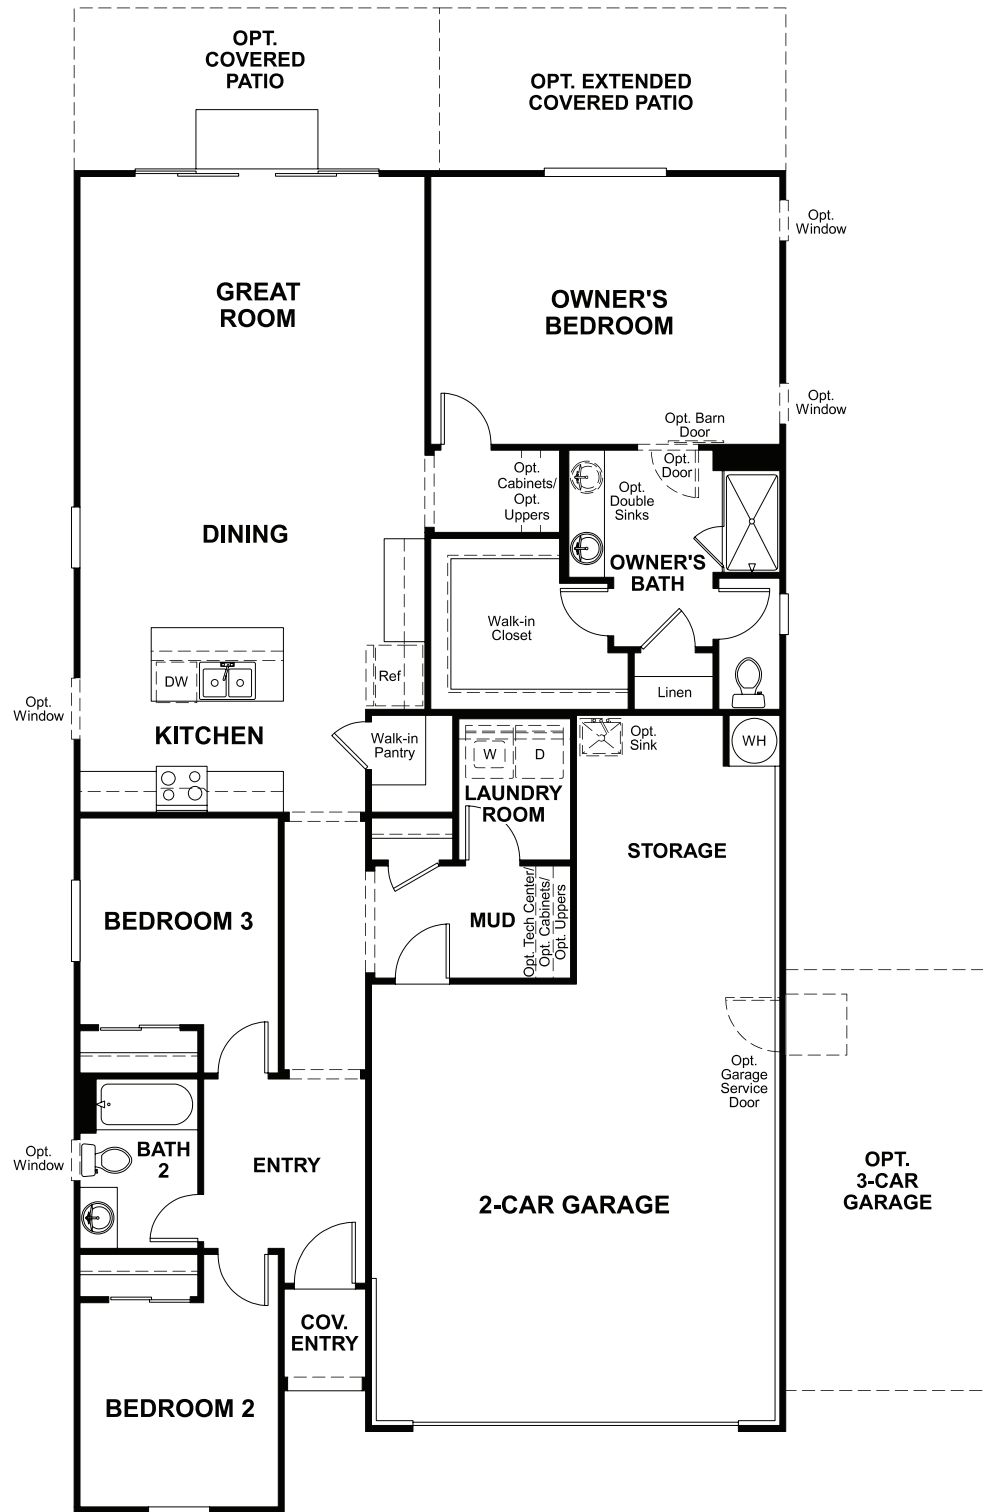 OPT.
COVERED
PATIO
OPT. EXTENDED
COVERED PATIO
Opt.
Window
GREAT
ROOM
OWNER'S
BEDROOM
Opt.
Window
Opt. Barn
Door
Opt.
Door
Opt.
Cabinets/
Opt.
Uppers
Opt.
Double
Sinks
DINING
OWNER'S
BATH
Walk-in
Closet
Ref
DW
Linen
Opt.
Window
KITCHEN
Walk-in
Pantry
W
D
Opt.
Sink
WH
LAUNDRY
ROOM
STORAGE
BEDROOM 3
MUD
Opt. Tech Center/
Opt. Cabinets/
Opt. Uppers
Opt.
Garage
Service
Door
Opt.
Window
BATH
2
ENTRY
2-CAR GARAGE
OPT.
3-CAR
GARAGE
COV.
ENTRY
BEDROOM 2